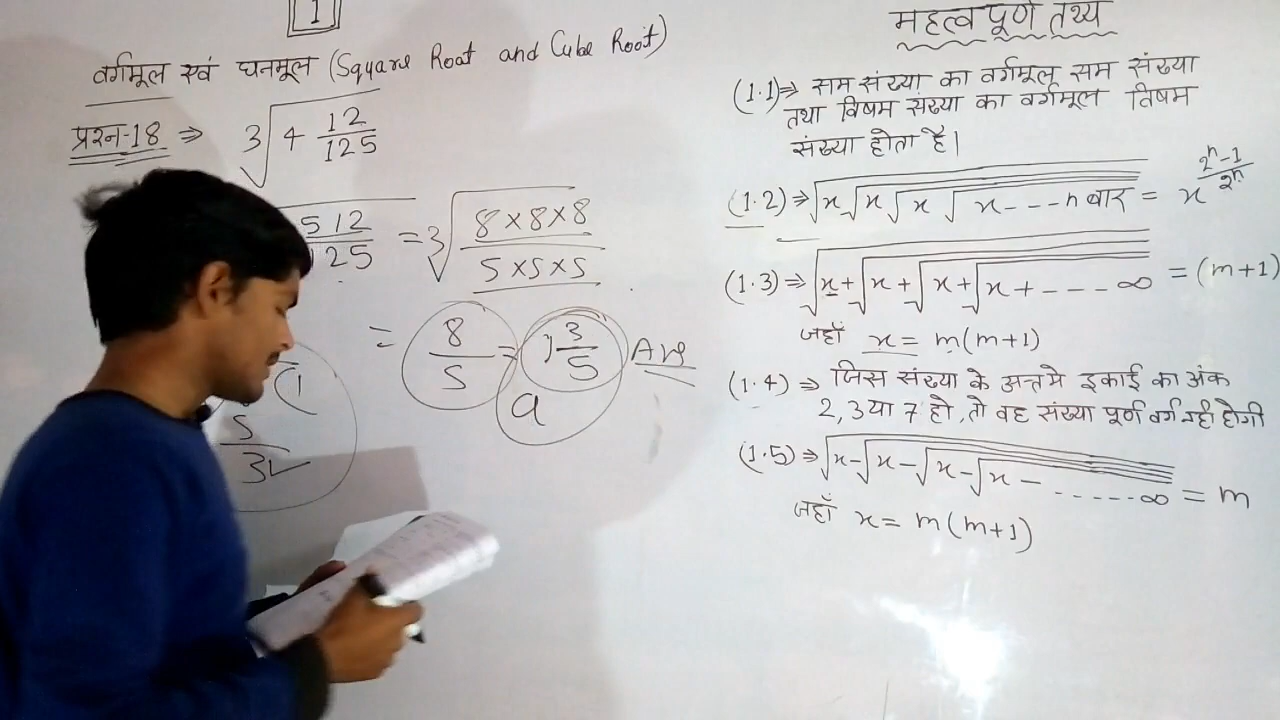 1
वर्गमूल एवं घनमूल (Square Root and Cube Root)
प्रश्न-18 ⇒ ∛(4 12/125)
512/125 = ∛((8×8×8)/(5×5×5))
= 8/5 = 1 3/5 Ans
a
5
3
महत्वपूर्ण तथ्य
(1.1)⇒ सम संख्या का वर्गमूल सम संख्या
तथा विषम संख्या का वर्गमूल विषम
संख्या होता है।
(1.2)⇒ √x√x√x√x---n बार = x^((2^n-1)/2^n)
(1.3)⇒ √x+√x+√x+√x+----∞ = (m+1)
जहाँ x = m(m+1)
(1.4)⇒ जिस संख्या के अन्तमे इकाई का अंक
2,3 या 7 हो,तो वह संख्या पूर्ण वर्ग नही होगी
(1.5)⇒ √x-√x-√x-√x-......∞ = m
जहाँ x = m(m+1)